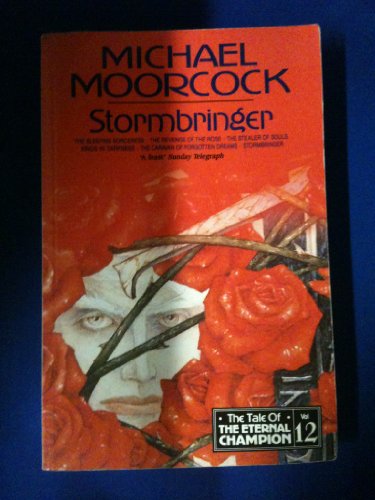 MICHAEL
MOORCOCK
Stormbringer
THE SLEEPING SORCERESS · THE REVENGE OF THE ROSE · THE STEALER OF SOULS
KINGS IN DARKNESS · THE CARAVAN OF FORGOTTEN DREAMS · STORMBRINGER
Sunday Telegraph
The Tale Of
THE ETERNAL
CHAMPION
Vol
12